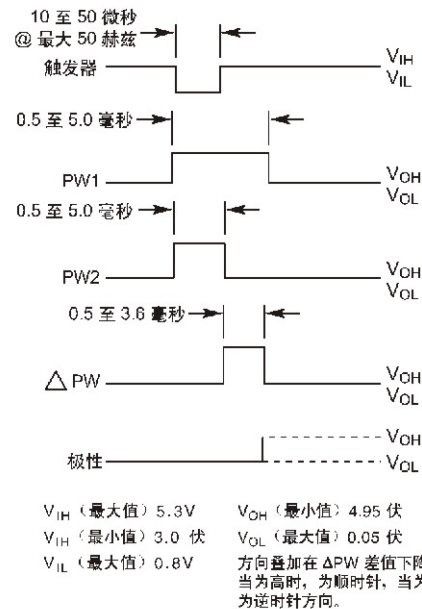 10 至 50 微秒
@ 最大 50 赫兹
触发器
VIH
VIL
0.5 至 5.0 毫秒
PW1
VOH
VOL
0.5 至 5.0 毫秒
PW2
VOH
VOL
0.5 至 3.6 毫秒
△ PW
VOH
VOL
极性
VOH
VOL
VIH（最大值）5.3V
VOH（最小值）4.95 伏
VIH（最小值）3.0 伏
VOL（最大值）0.05 伏
VIL（最大值）0.8V
方向叠加在 ΔPW 差值下
当为高时，为顺时针，当为
为逆时针方向。